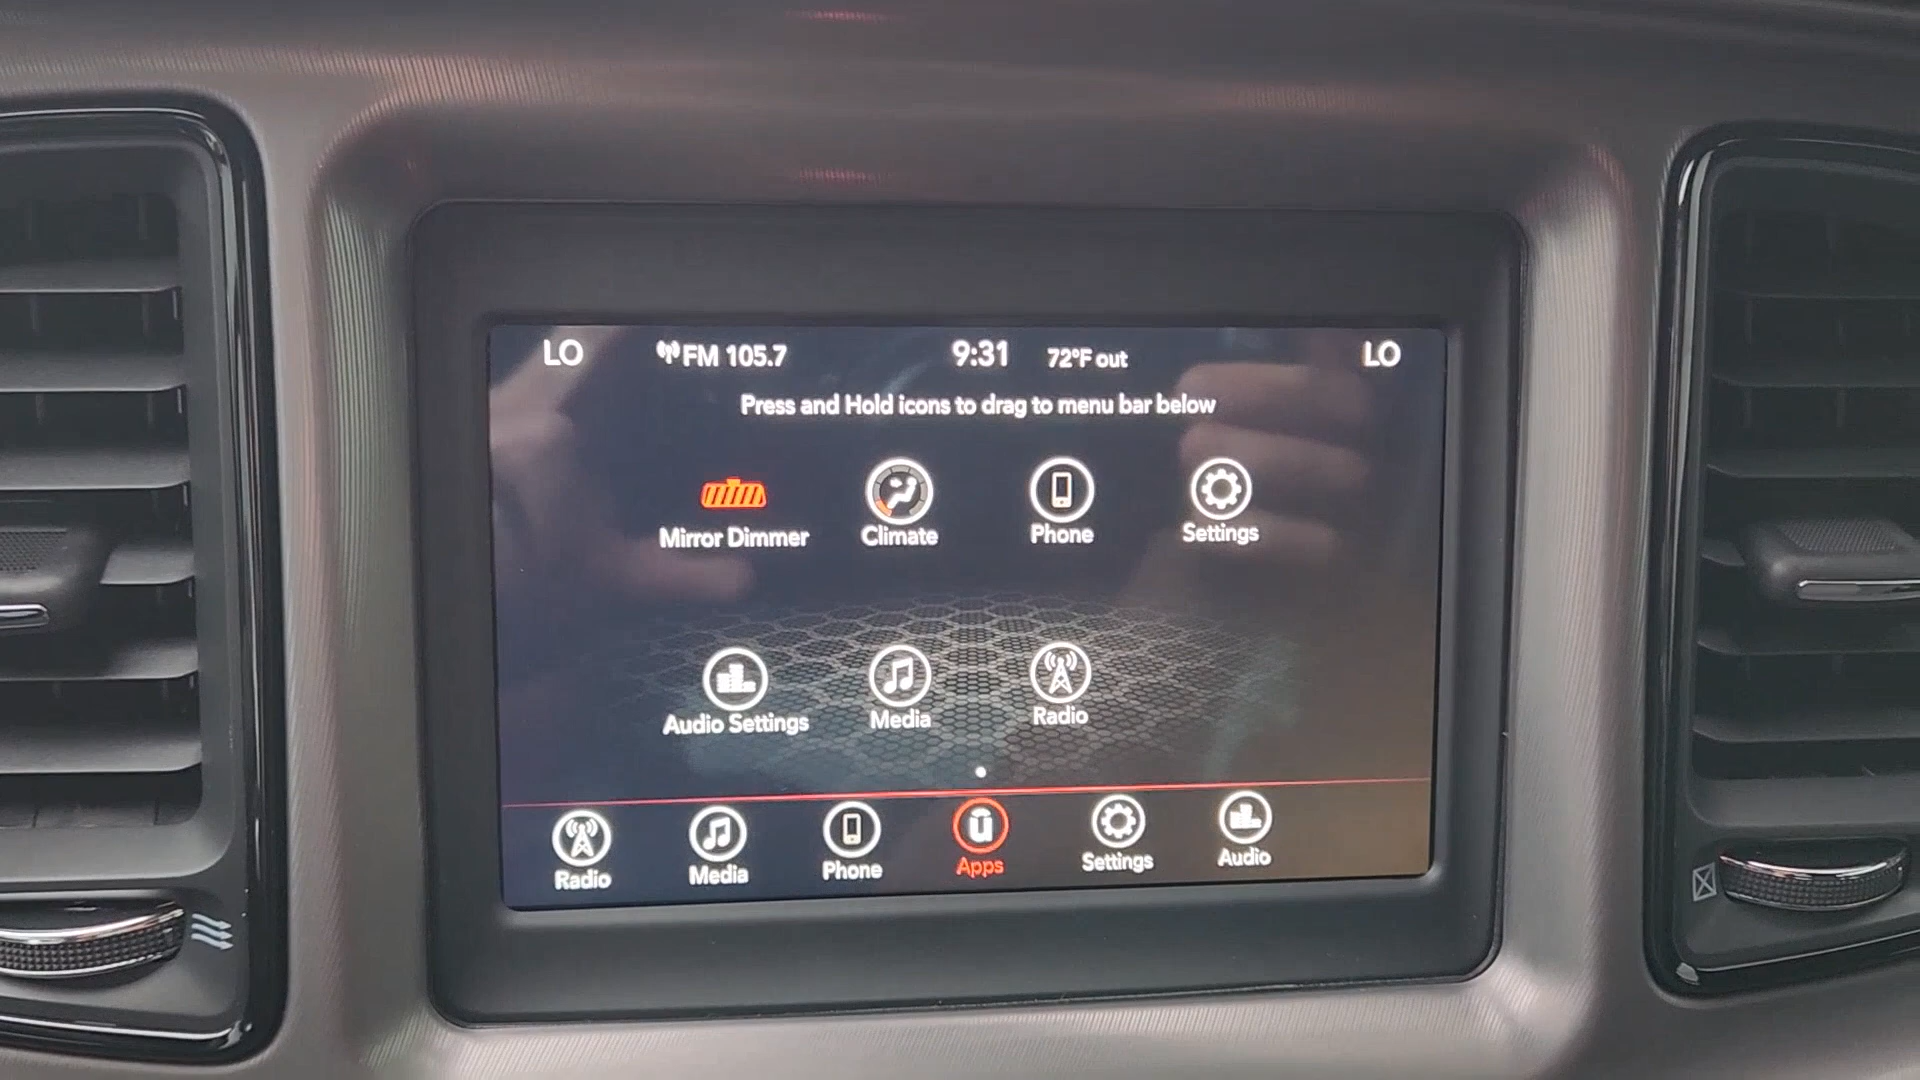 LO FM 105.7 9:31 72°F out LO
Press and Hold icons to drag to menu bar below
Mirror Dimmer Climate Phone Settings
Audio Settings Media Radio
Radio Media Phone Apps Settings Audio